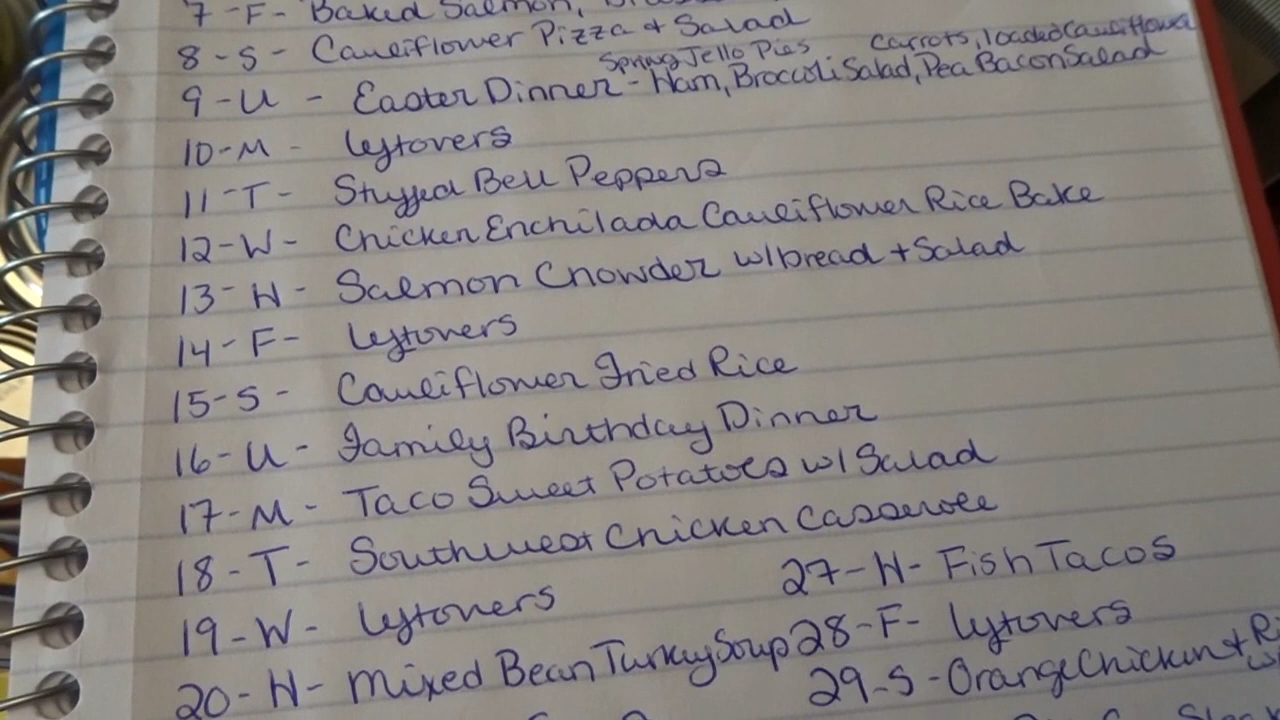 7-F- Baked Salmon,
8-S- Cauliflower Pizza + Salad
Spring Jello Pies Carrots, loaded Cauliflower
9-U - Easter Dinner - Ham, Broccoli Salad, Pea Bacon Salad
10-M - leftovers
11-T- Stuffed Bell Peppers
12-W- Chicken Enchilada Cauliflower Rice Bake
13-H- Salmon Chowder w/bread + Salad
14-F- leftovers
15-S- Cauliflower Fried Rice
16-U- Family Birthday Dinner
17-M- Taco Sweet Potatoes w/ Salad
18-T- Southwest Chicken Casserole
19-W- leftovers
20-H- Mixed Bean Turkey Soup
27-H- Fish Tacos
28-F- leftovers
29-S-Orange Chicken +